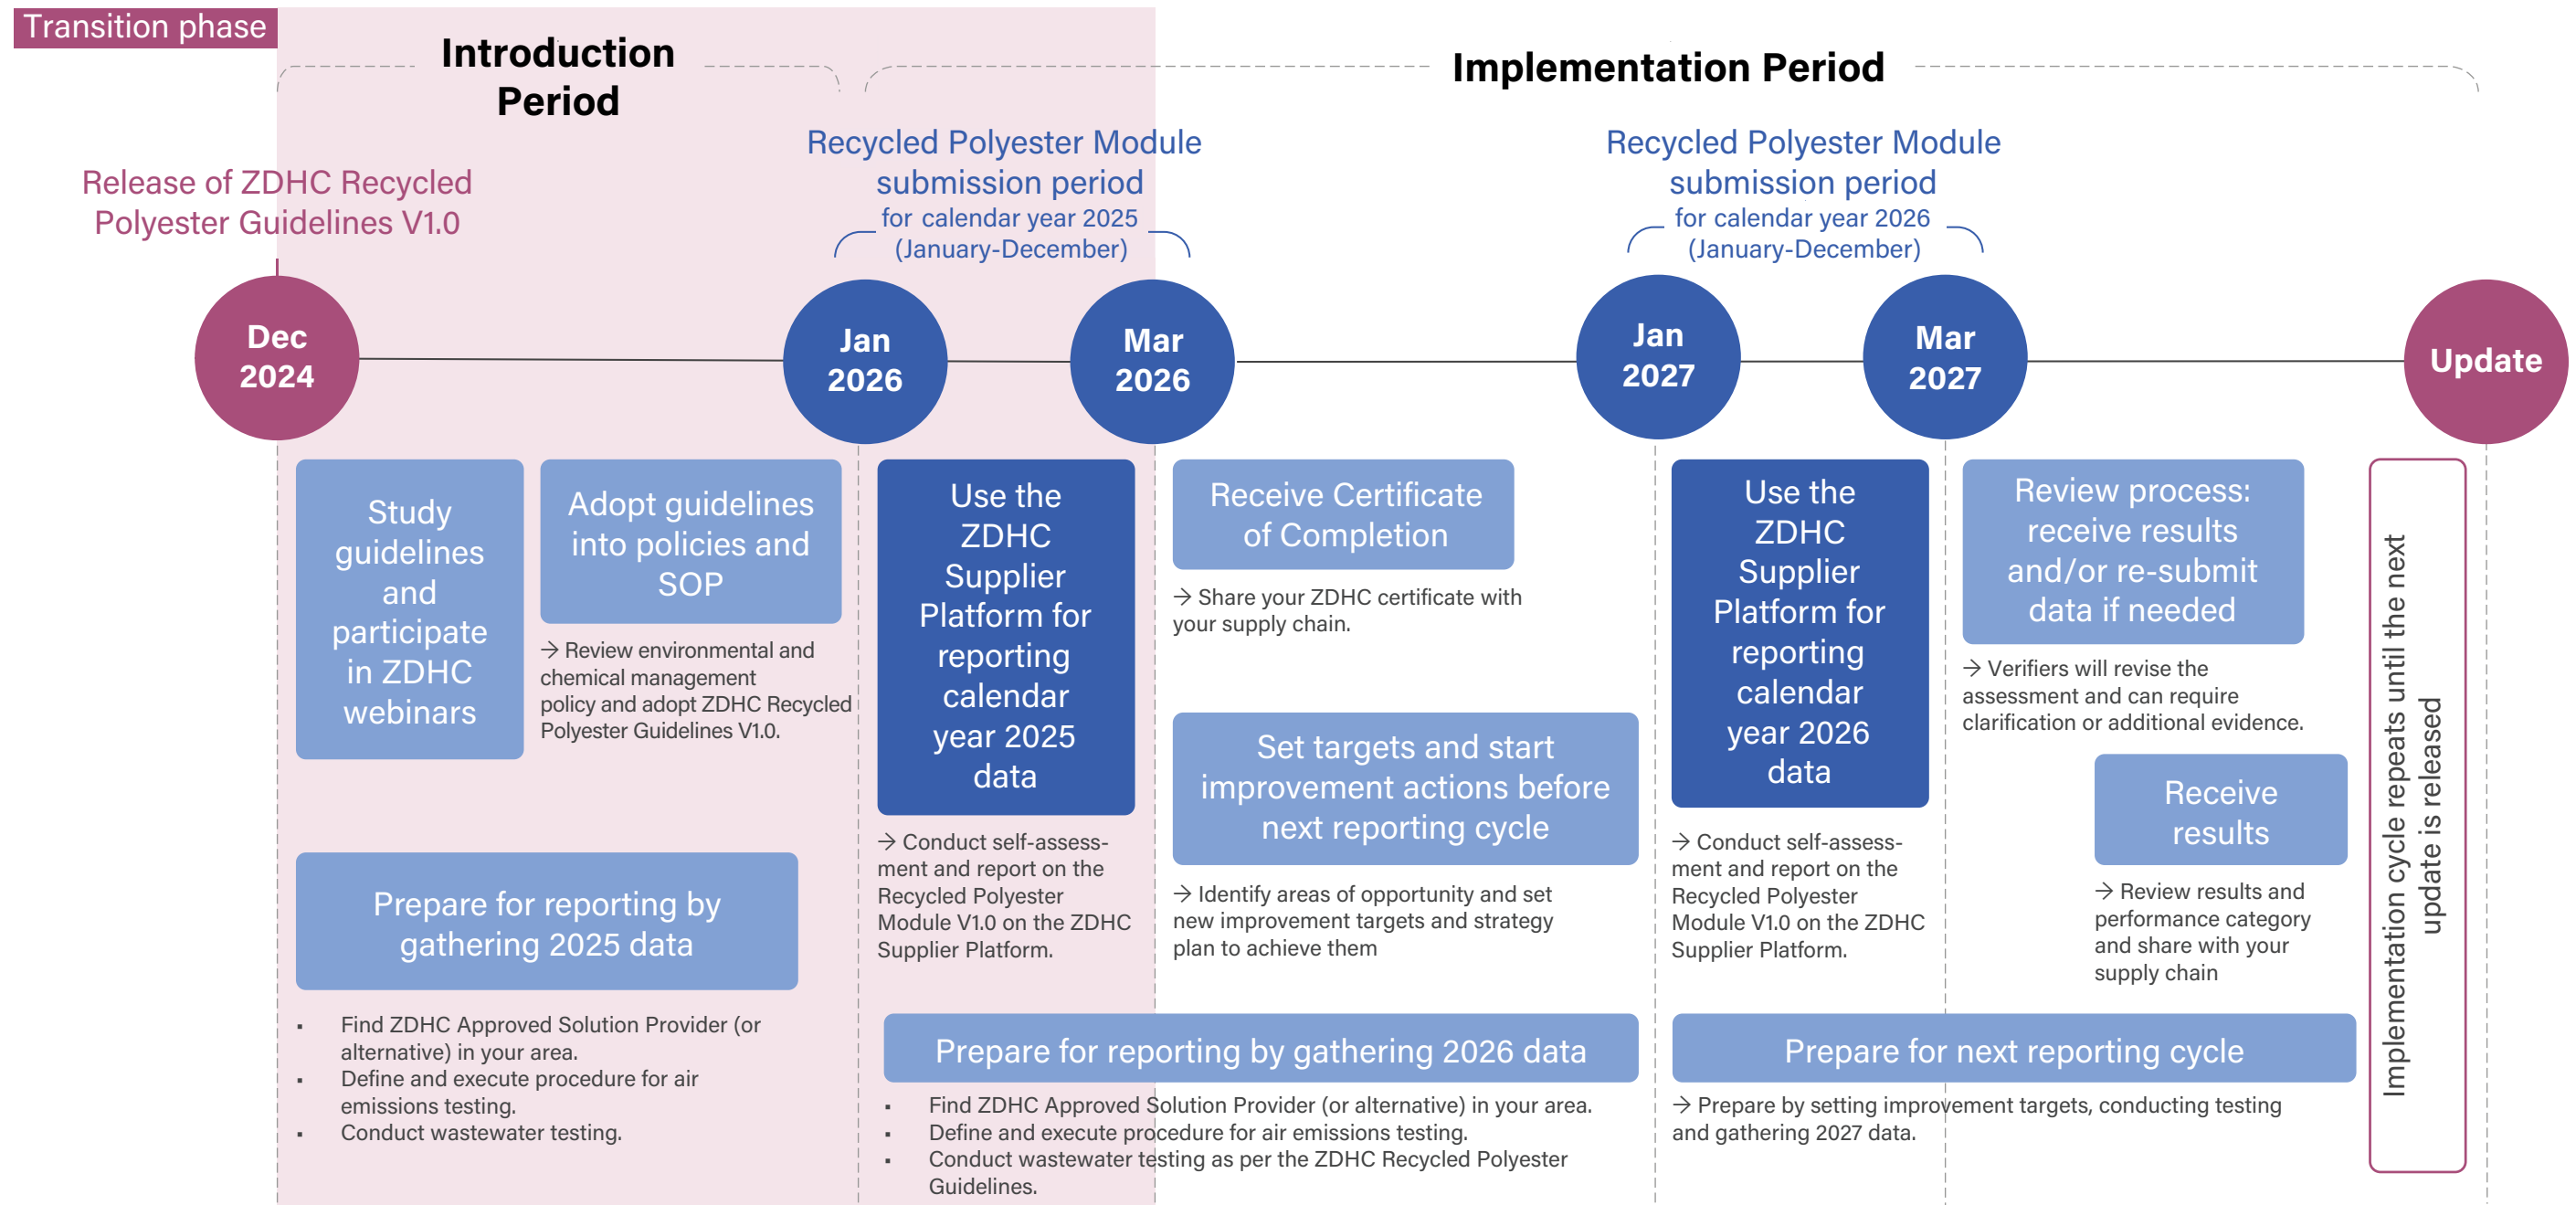 Transition phase
Introduction
Period
Implementation Period
Release of ZDHC Recycled
Polyester Guidelines V1.0
Recycled Polyester Module
submission period
for calendar year 2025
(January-December)
Recycled Polyester Module
submission period
for calendar year 2026
(January-December)
Dec
2024
Jan
2026
Mar
2026
Jan
2027
Mar
2027
Update
Study
guidelines
and
participate
in ZDHC
webinars
Adopt guidelines
into policies and
SOP
→ Review environmental and
chemical management
policy and adopt ZDHC Recycled
Polyester Guidelines V1.0.
Prepare for reporting by
gathering 2025 data
▪ Find ZDHC Approved Solution Provider (or
alternative) in your area.
▪ Define and execute procedure for air
emissions testing.
▪ Conduct wastewater testing.
Use the
ZDHC
Supplier
Platform for
reporting
calendar
year 2025
data
→ Conduct self-assess-
ment and report on the
Recycled Polyester
Module V1.0 on the ZDHC
Supplier Platform.
Receive Certificate
of Completion
→ Share your ZDHC certificate with
your supply chain.
Set targets and start
improvement actions before
next reporting cycle
→ Identify areas of opportunity and set
new improvement targets and strategy
plan to achieve them
Prepare for reporting by gathering 2026 data
▪ Find ZDHC Approved Solution Provider (or alternative) in your area.
▪ Define and execute procedure for air emissions testing.
▪ Conduct wastewater testing as per the ZDHC Recycled Polyester
Guidelines.
Use the
ZDHC
Supplier
Platform for
reporting
calendar
year 2026
data
→ Conduct self-assess-
ment and report on the
Recycled Polyester
Module V1.0 on the ZDHC
Supplier Platform.
Review process:
receive results
and/or re-submit
data if needed
→ Verifiers will revise the
assessment and can require
clarification or additional evidence.
Receive
results
→ Review results and
performance category
and share with your
supply chain
Prepare for next reporting cycle
→ Prepare by setting improvement targets, conducting testing
and gathering 2027 data.
Implementation cycle repeats until the next
update is released